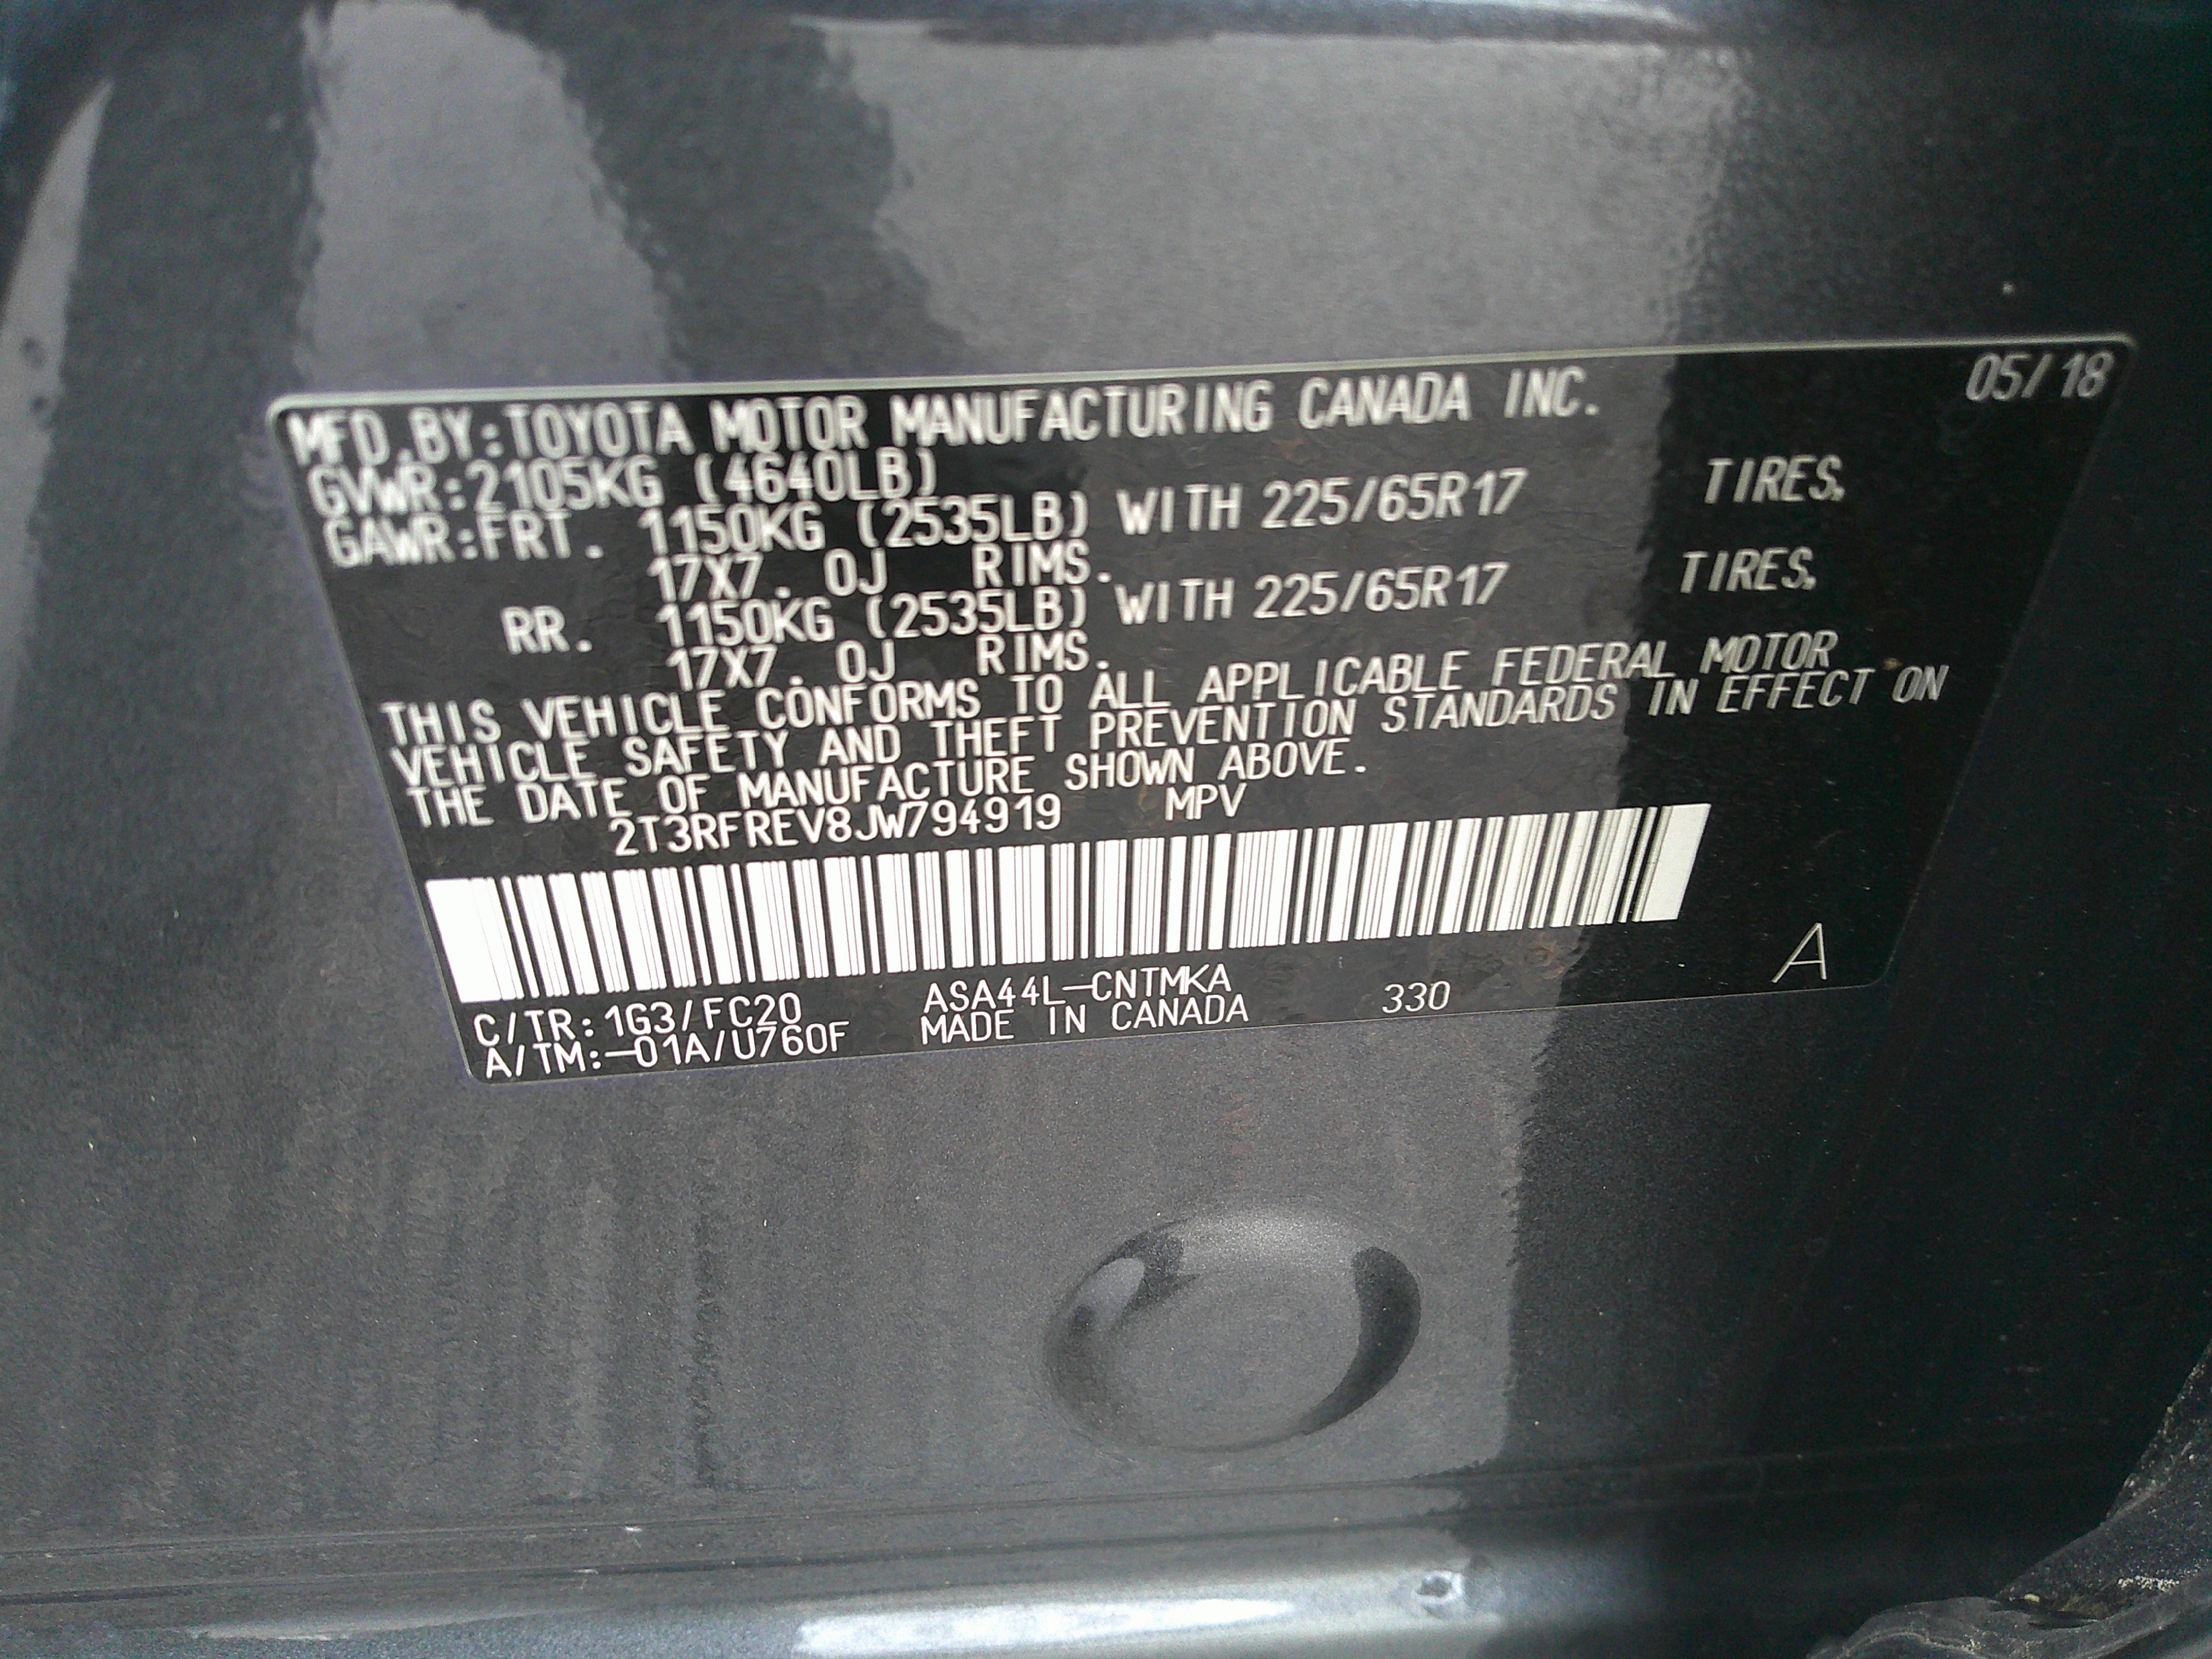 05/18
MFD.BY:TOYOTA MOTOR MANUFACTURING CANADA INC.
GVWR:2105KG (4640LB)
GAWR:FRT. 1150KG (2535LB) WITH 225/65R17 TIRES,
17X7. 0J RIMS.
RR. 1150KG (2535LB) WITH 225/65R17 TIRES,
17X7. 0J RIMS.
THIS VEHICLE CONFORMS TO ALL APPLICABLE FEDERAL MOTOR
VEHICLE SAFETY AND THEFT PREVENTION STANDARDS IN EFFECT ON
THE DATE OF MANUFACTURE SHOWN ABOVE.
2T3RFREV8JW794919 MPV
A
C/TR:1G3/FC20 ASA44L-CNTMKA 330
A/TM:-01A/U760F MADE IN CANADA